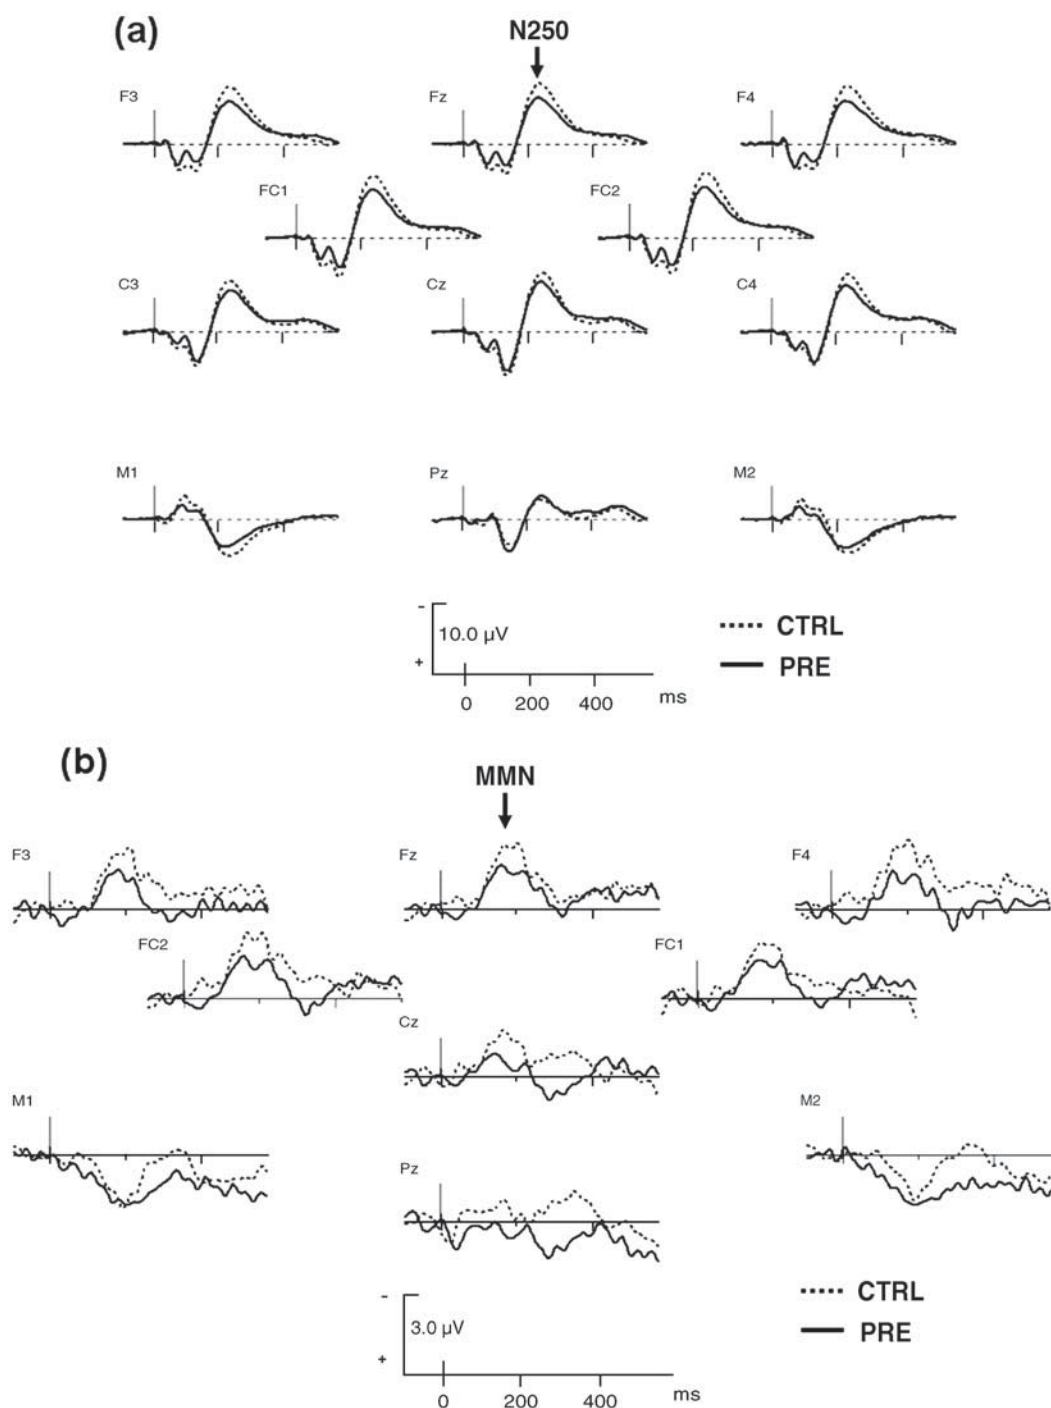 (a)
N250
F3
Fz
F4
FC1
FC2
C3
Cz
C4
M1
Pz
M2
-
10.0 µV
+
0 200 400 ms
CTRL
PRE
(b)
MMN
F3
Fz
F4
FC2
FC1
Cz
M1
M2
Pz
-
3.0 µV
+
0 200 400 ms
CTRL
PRE